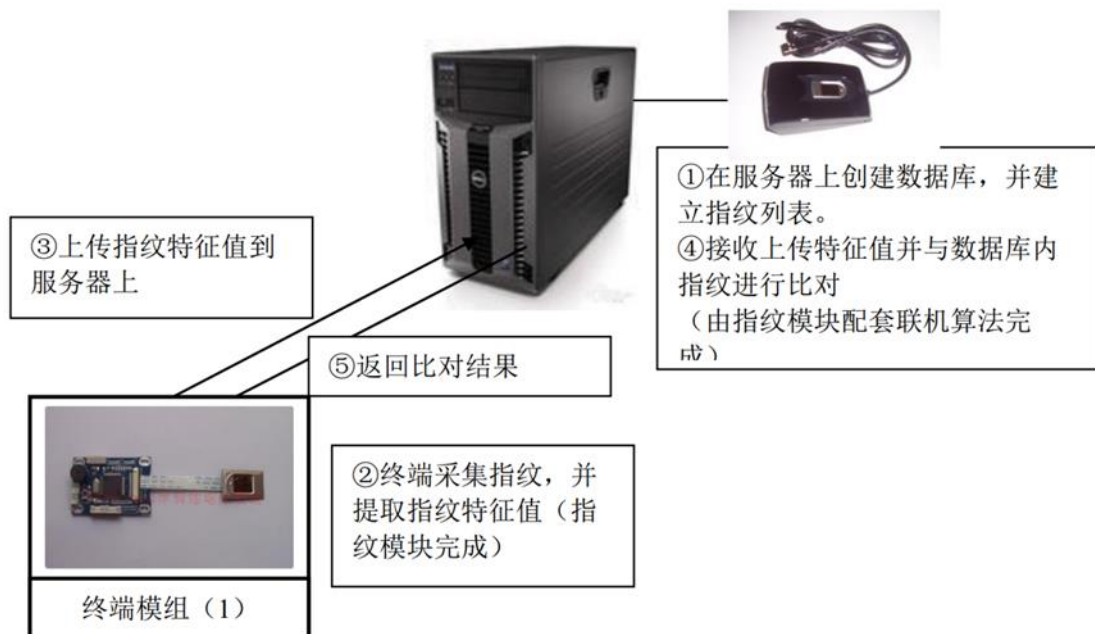 ①在服务器上创建数据库，并建
立指纹列表。
④接收上传特征值并与数据库内
指纹进行比对
（由指纹模块配套联机算法完
成）
③上传指纹特征值到
服务器上
⑤返回比对结果
②终端采集指纹，并
提取指纹特征值（指
纹模块完成）
终端模组（1）